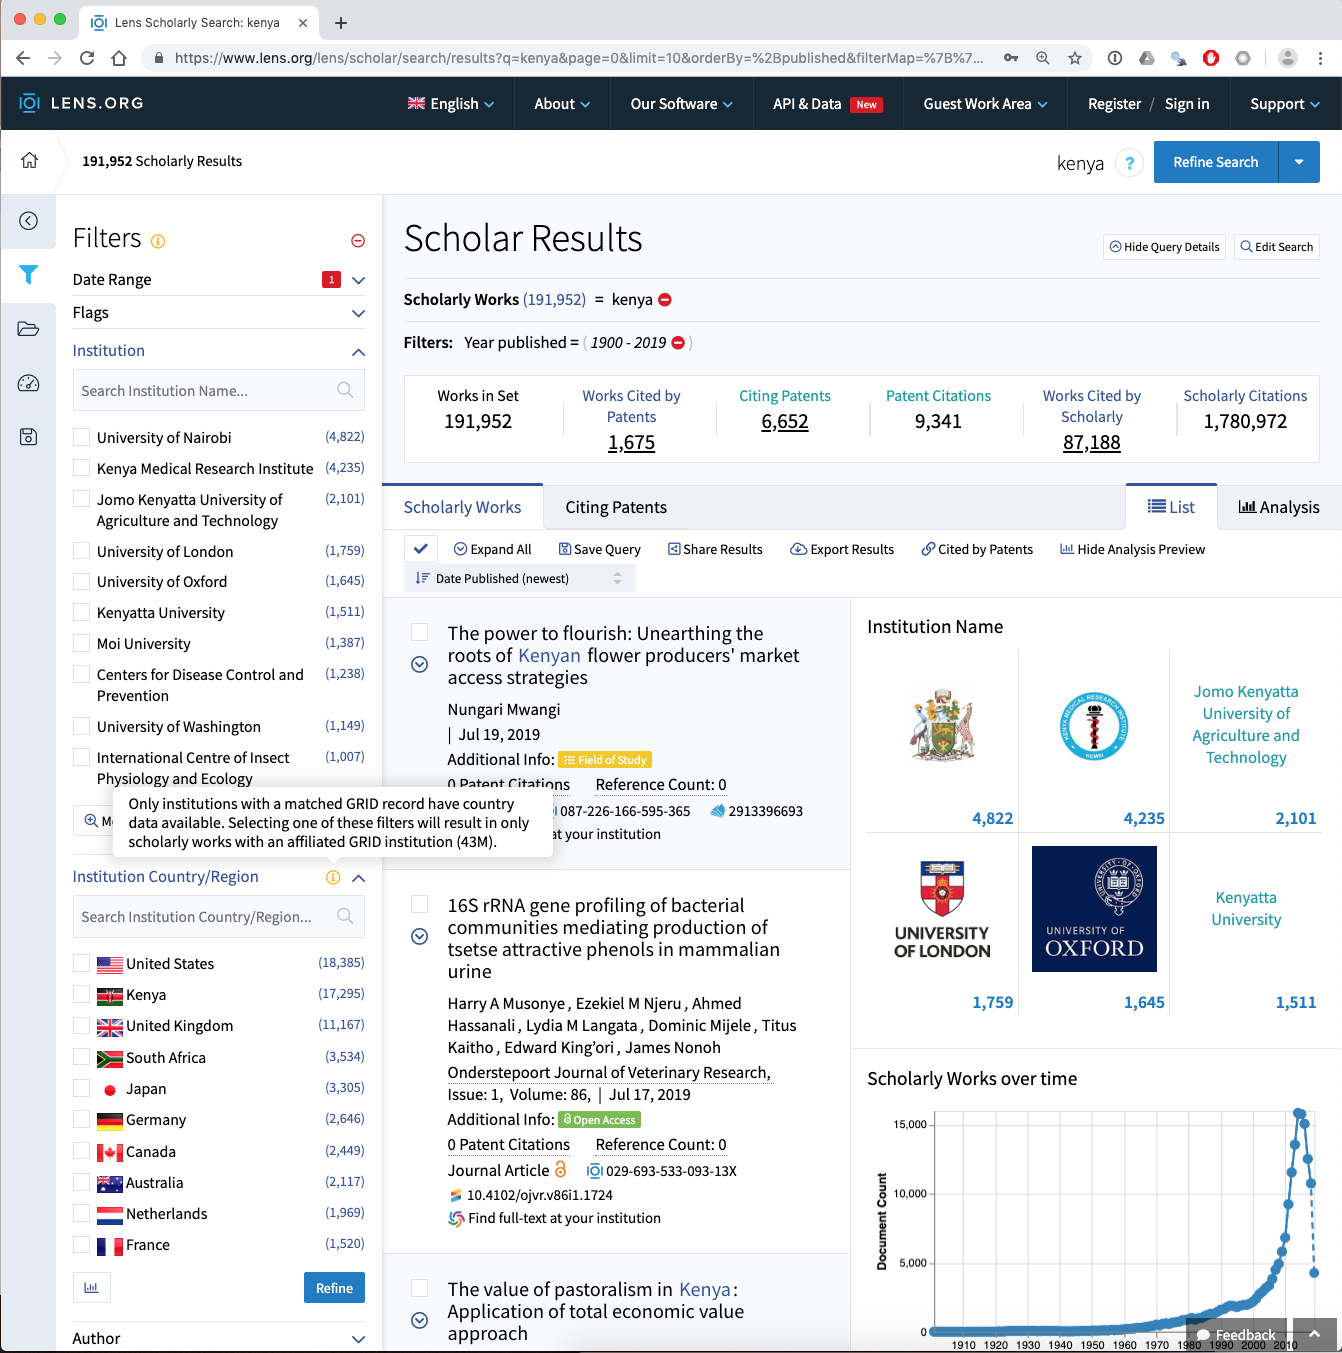 Lens Scholarly Search: kenya
https://www.lens.org/lens/scholar/search/results?q=kenya&page=0&limit=10&orderBy=%2Bpublished&filterMap=%7B%7...
LENS.ORG
English
About
Our Software
API & Data New
Guest Work Area
Register / Sign in
Support
191,952 Scholarly Results
kenya ?
Refine Search
Filters
Date Range 1
Flags
Institution
Search Institution Name...
University of Nairobi (4,822)
Kenya Medical Research Institute (4,235)
Jomo Kenyatta University of (2,101)
Agriculture and Technology
University of London (1,759)
University of Oxford (1,645)
Kenyatta University (1,511)
Moi University (1,387)
Centers for Disease Control and (1,238)
Prevention
University of Washington (1,149)
International Centre of Insect (1,007)
Physiology and Ecology
Only institutions with a matched GRID record have country
data available. Selecting one of these filters will result in only
scholarly works with an affiliated GRID institution (43M).
Institution Country/Region
Search Institution Country/Region...
United States (18,385)
Kenya (17,295)
United Kingdom (11,167)
South Africa (3,534)
Japan (3,305)
Germany (2,646)
Canada (2,449)
Australia (2,117)
Netherlands (1,969)
France (1,520)
Refine
Author
Scholar Results
Hide Query Details
Edit Search
Scholarly Works (191,952) = kenya
Filters: Year published = ( 1900 - 2019 )
Works in Set
191,952
Works Cited by
Patents
1,675
Citing Patents
6,652
Patent Citations
9,341
Works Cited by
Scholarly
87,188
Scholarly Citations
1,780,972
Scholarly Works
Citing Patents
List
Analysis
Expand All
Save Query
Share Results
Export Results
Cited by Patents
Hide Analysis Preview
Date Published (newest)
The power to flourish: Unearthing the
roots of Kenyan flower producers' market
access strategies
Nungari Mwangi
| Jul 19, 2019
Additional Info: Field of Study
0 Patent Citations Reference Count: 0
087-226-166-595-365 2913396693
at your institution
16S rRNA gene profiling of bacterial
communities mediating production of
tsetse attractive phenols in mammalian
urine
Harry A Musonye , Ezekiel M Njeru , Ahmed
Hassanali , Lydia M Langata , Dominic Mijele , Titus
Kaitho , Edward King'ori , James Nonoh
Onderstepoort Journal of Veterinary Research,
Issue: 1, Volume: 86, | Jul 17, 2019
Additional Info: Open Access
0 Patent Citations Reference Count: 0
Journal Article 029-693-533-093-13X
10.4102/ojvr.v86i1.1724
Find full-text at your institution
The value of pastoralism in Kenya :
Application of total economic value
approach
Institution Name
KENYA MEDICAL RESEARCH INSTITUTE
KEMRI
Jomo Kenyatta
University of
Agriculture and
Technology
4,822
4,235
2,101
UNIVERSITY
OF LONDON
UNIVERSITY OF
OXFORD
Kenyatta
University
1,759
1,645
1,511
Scholarly Works over time
Document Count
15,000
10,000
5,000
0
1910 1920 1930 1940 1950 1960 1970 1980 1990 2000 2010
Feedback